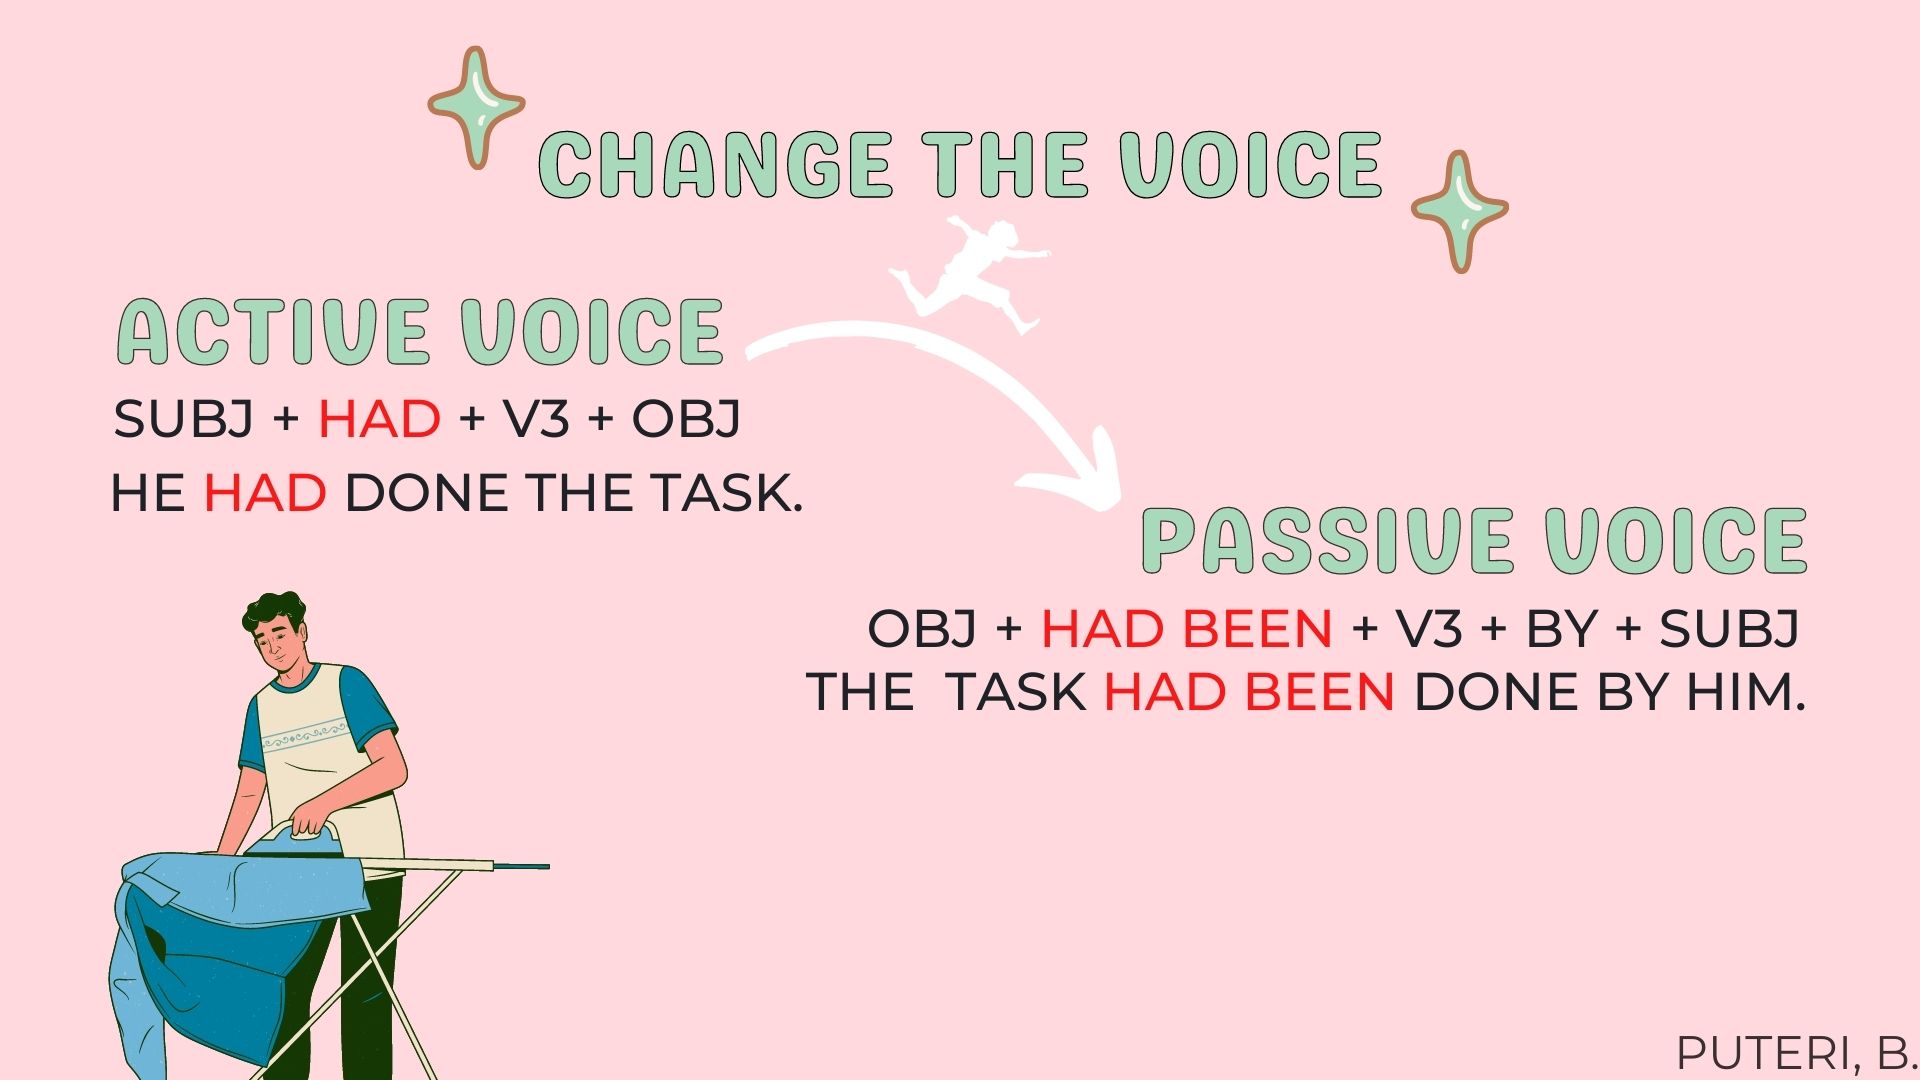 CHANGE THE VOICE
ACTIVE VOICE
SUBJ + HAD + V3 + OBJ
HE HAD DONE THE TASK.
PASSIVE VOICE
OBJ + HAD BEEN + V3 + BY + SUBJ
THE TASK HAD BEEN DONE BY HIM.
PUTERI, B.